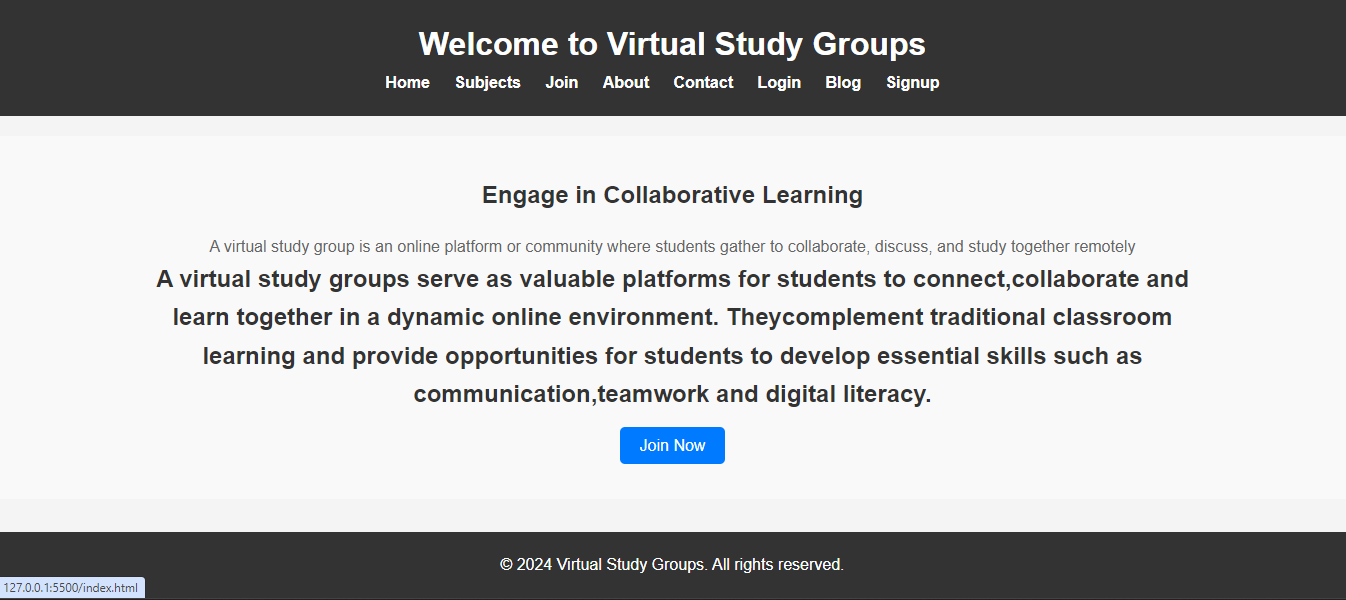 Welcome to Virtual Study Groups
Home Subjects Join About Contact Login Blog Signup
Engage in Collaborative Learning
A virtual study group is an online platform or community where students gather to collaborate, discuss, and study together remotely
A virtual study groups serve as valuable platforms for students to connect,collaborate and
learn together in a dynamic online environment. Theycomplement traditional classroom
learning and provide opportunities for students to develop essential skills such as
communication,teamwork and digital literacy.
Join Now
© 2024 Virtual Study Groups. All rights reserved.
127.0.0.1:5500/index.html